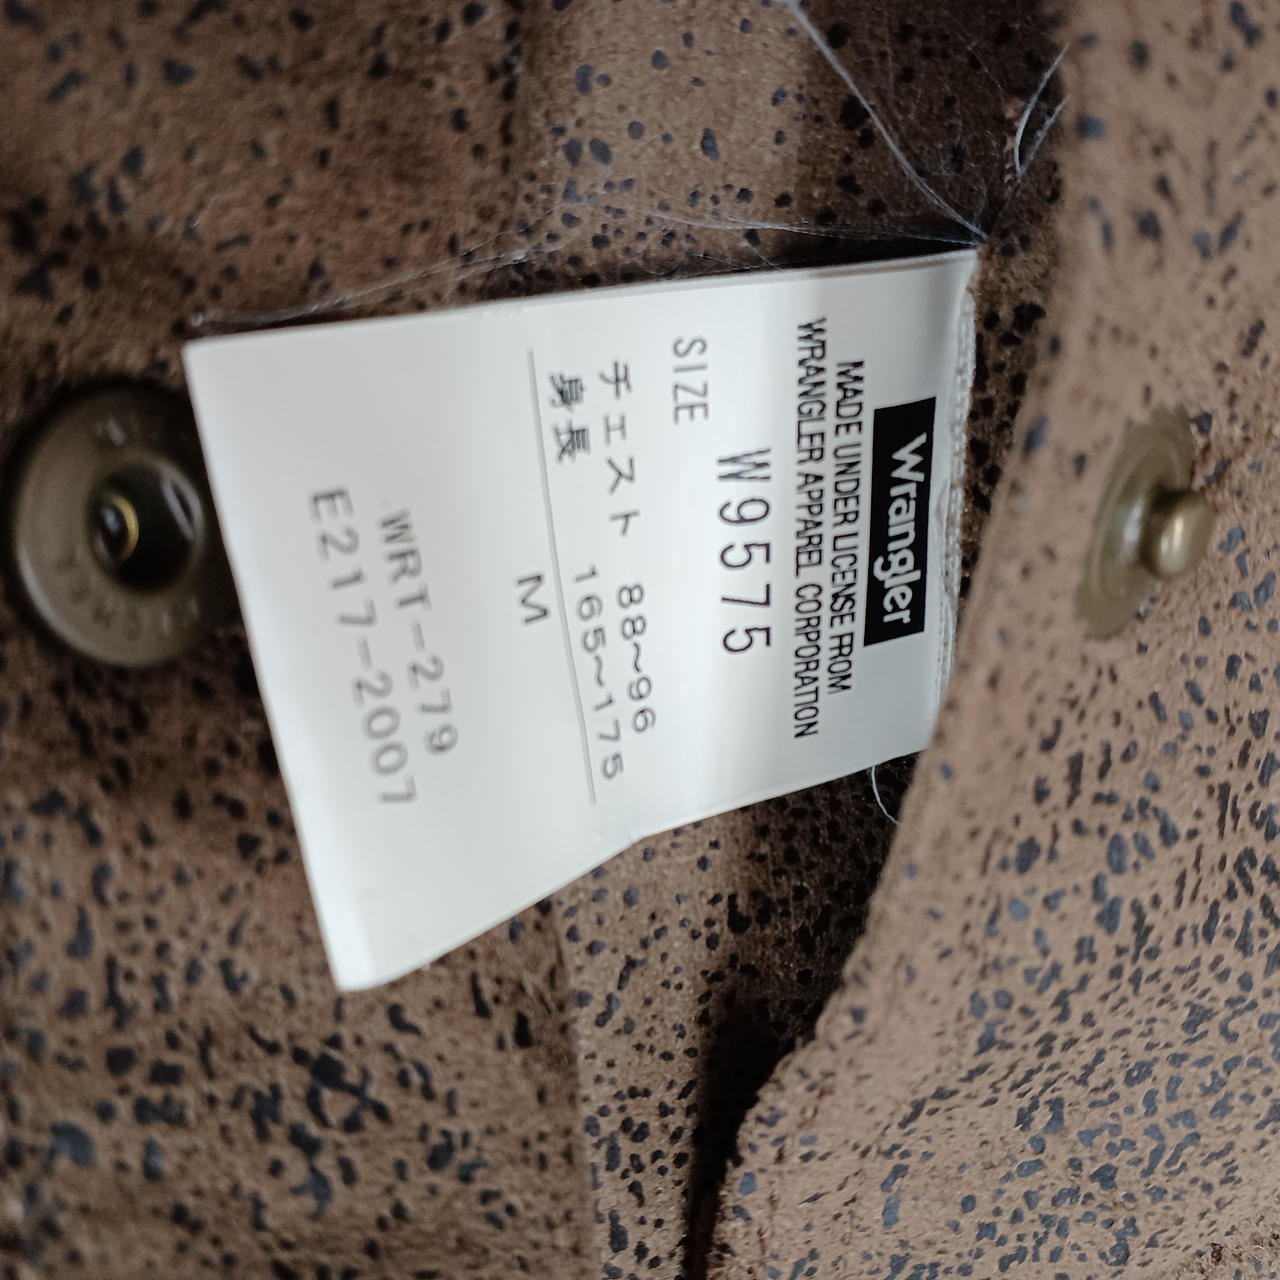 Wrangler
MADE UNDER LICENSE FROM
WRANGLER APPAREL CORPORATION
W9575
SIZE
チェスト 88~96
身長 165~175
M
WRT-279
E217-2007